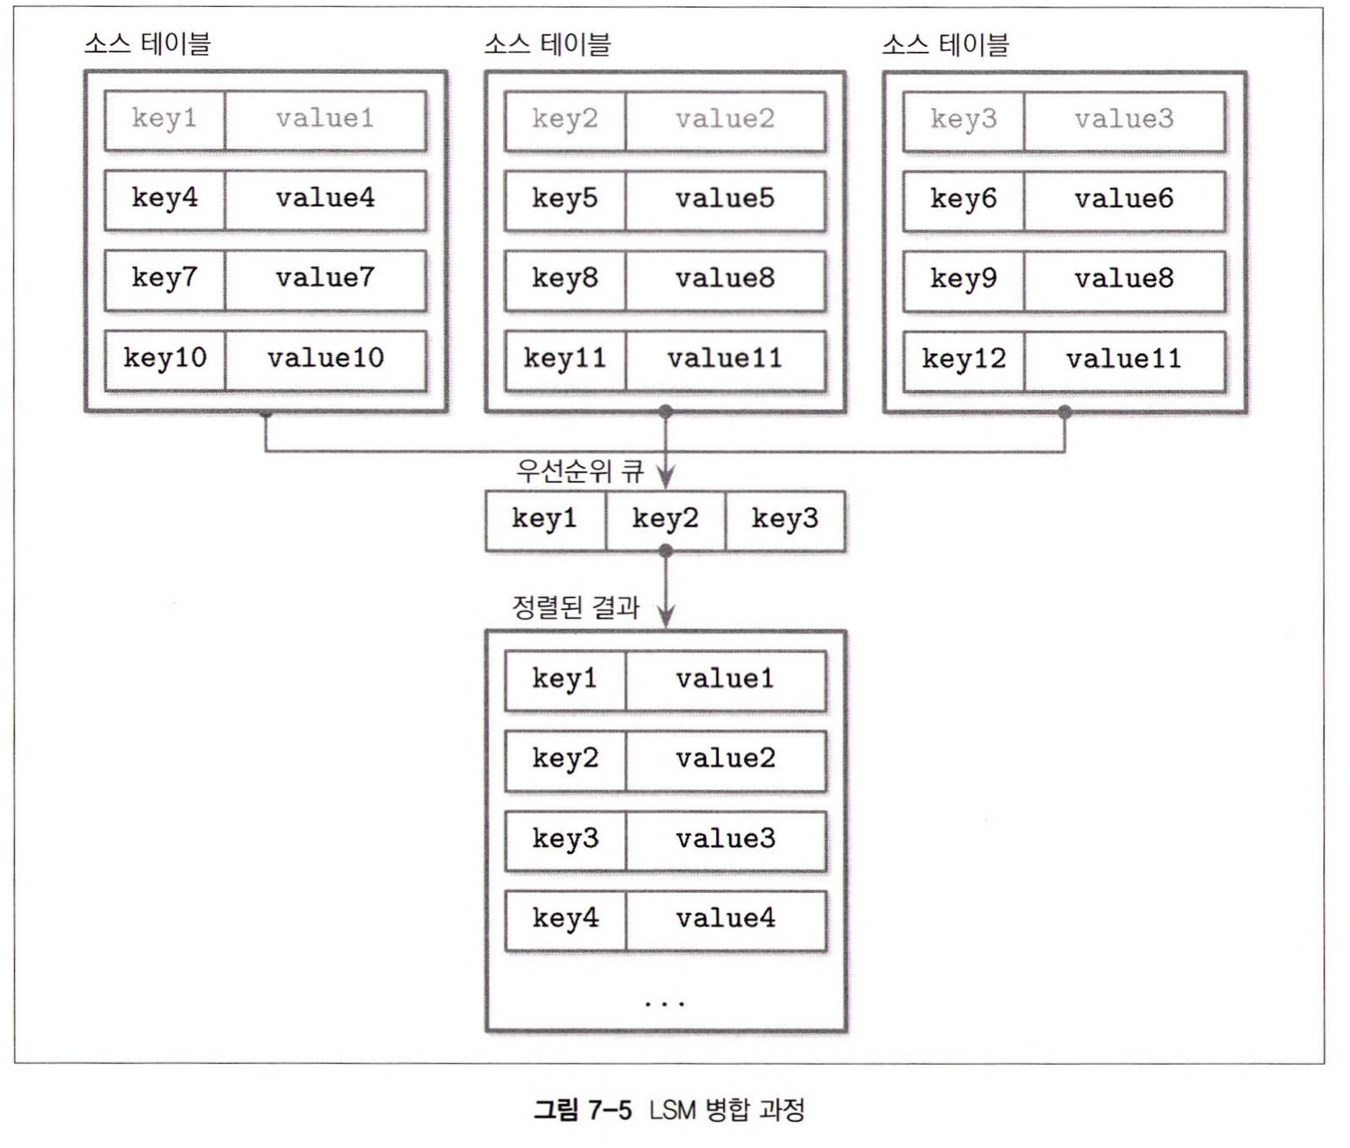 소스 테이블 소스 테이블 소스 테이블
key1 value1 key2 value2 key3 value3
key4 value4 key5 value5 key6 value6
key7 value7 key8 value8 key9 value8
key10 value10 key11 value11 key12 value11
우선순위 큐
key1 key2 key3
정렬된 결과
key1 value1
key2 value2
key3 value3
key4 value4
...
그림 7-5 LSM 병합 과정